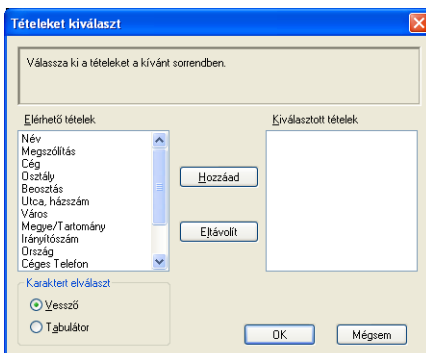 Tételeket kiválaszt
Válassza ki a tételeket a kívánt sorrendben.
Elérhető tételek
Név
Megszólítás
Cég
Osztály
Beosztás
Utca, házszám
Város
Megye/Tartomány
Irányítószám
Ország
Céges Telefon
Hozzáad
Eltávolít
Kiválasztott tételek
Karaktert elválaszt
Vessző
Tabulátor
OK
Mégsem